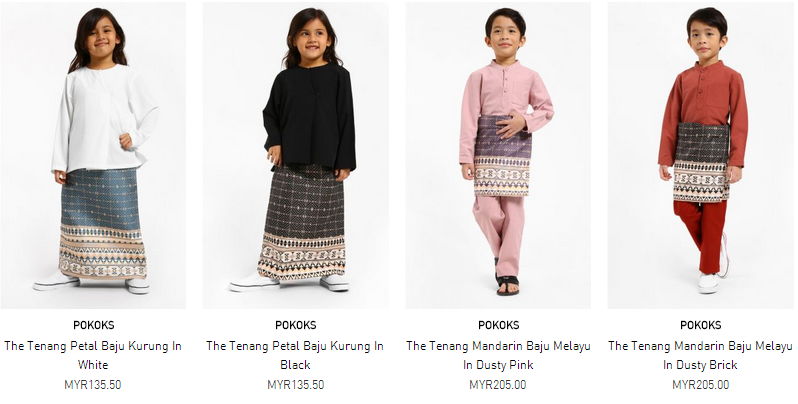 POKOKS
The Tenang Petal Baju Kurung In
White
MYR135.50
POKOKS
The Tenang Petal Baju Kurung In
Black
MYR135.50
POKOKS
The Tenang Mandarin Baju Melayu
In Dusty Pink
MYR205.00
POKOKS
The Tenang Mandarin Baju Melayu
In Dusty Brick
MYR205.00